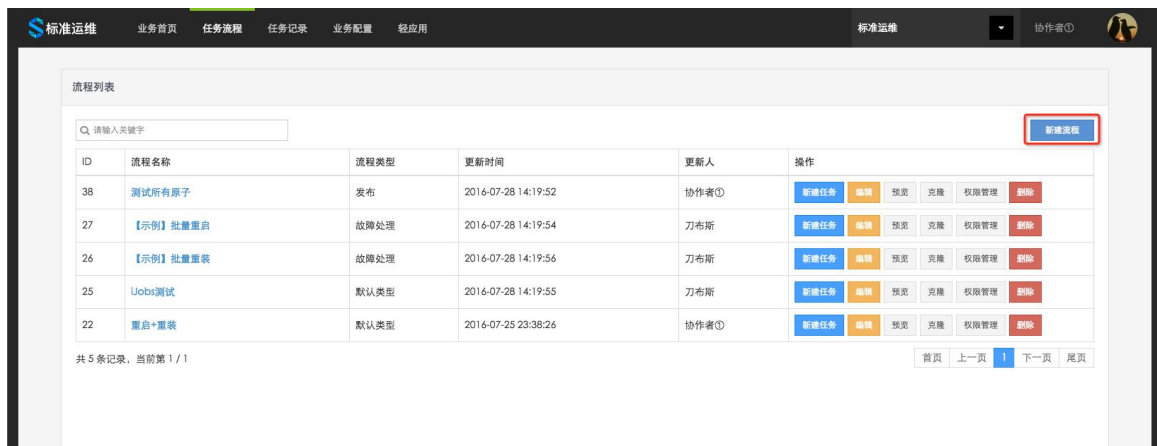 标准运维 业务首页 任务流程 任务记录 业务配置 轻应用 标准运维 协作者①
流程列表
请输入关键字 新建流程
ID 流程名称 流程类型 更新时间 更新人 操作
38 测试所有原子 发布 2016-07-28 14:19:52 协作者① 新建任务 编辑 预览 克隆 权限管理 删除
27 【示例】批量重启 故障处理 2016-07-28 14:19:54 刀布斯 新建任务 编辑 预览 克隆 权限管理 删除
26 【示例】批量重装 故障处理 2016-07-28 14:19:56 刀布斯 新建任务 编辑 预览 克隆 权限管理 删除
25 IJobs测试 默认类型 2016-07-28 14:19:55 刀布斯 新建任务 编辑 预览 克隆 权限管理 删除
22 重启+重装 默认类型 2016-07-25 23:38:26 协作者① 新建任务 编辑 预览 克隆 权限管理 删除
共 5 条记录，当前第 1 / 1 首页 上一页 1 下一页 尾页